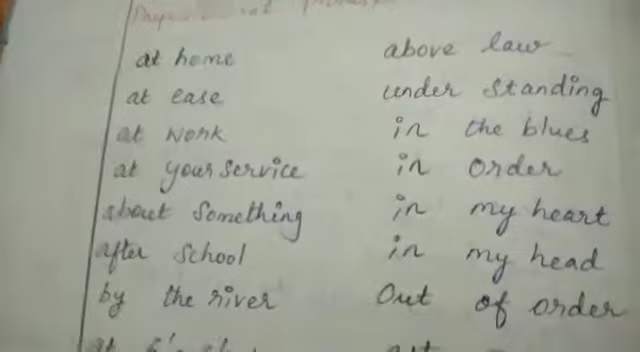 at home above law
at ease under standing
at work in the blues
at your service in order
about something in my heart
after school in my head
by the river Out of order